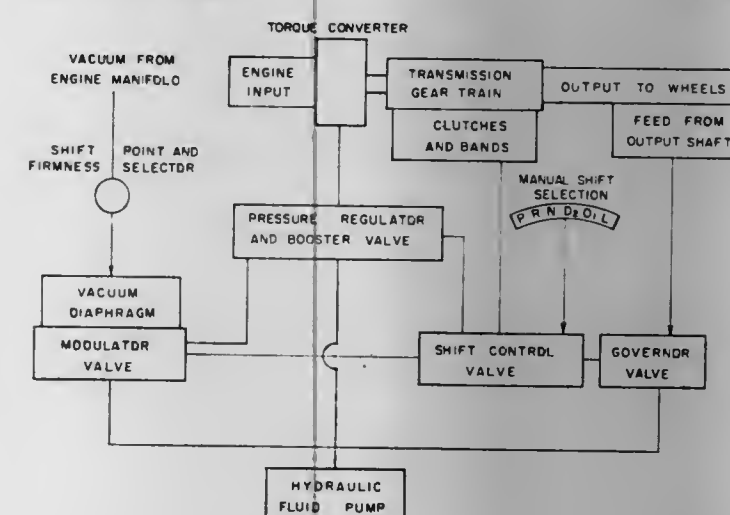 TORQUE CONVERTER
VACUUM FROM
ENGINE MANIFOLO
ENGINE
INPUT
TRANSMISSION
GEAR TRAIN
OUTPUT TO WHEELS
CLUTCHES
AND BANDS
FEED FROM
OUTPUT SHAFT
SHIFT POINT AND
FIRMNESS SELECTOR
MANUAL SHIFT
SELECTION
P R N D2 D1 L
PRESSURE REGULATOR
AND BOOSTER VALVE
VACUUM
DIAPHRAGM
MODULATOR
VALVE
SHIFT CONTROL
VALVE
GOVERNOR
VALVE
HYDRAULIC
FLUID PUMP